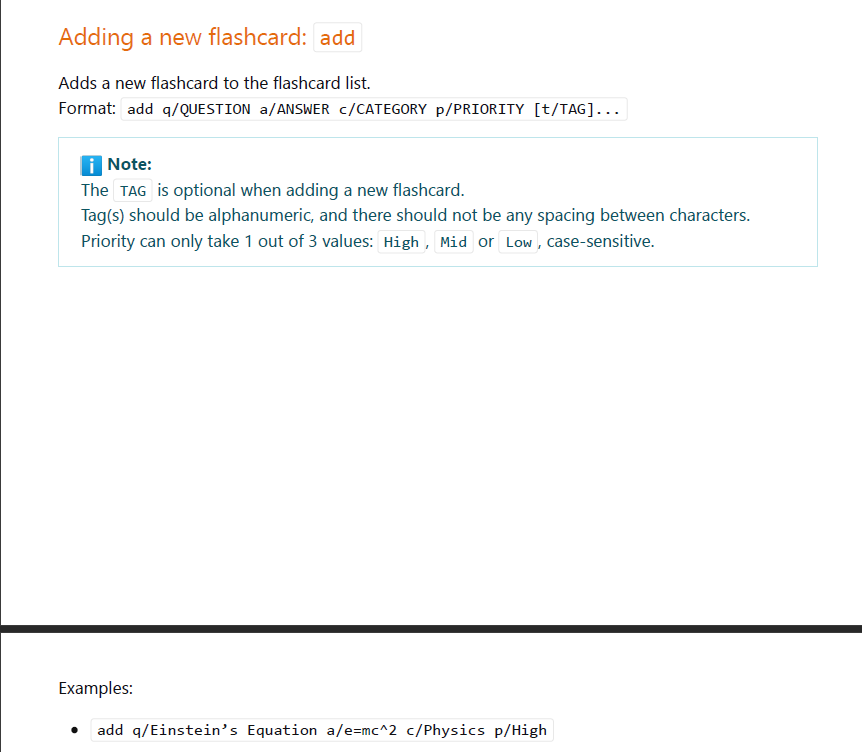 Adding a new flashcard: add
Adds a new flashcard to the flashcard list.
Format: add q/QUESTION a/ANSWER c/CATEGORY p/PRIORITY [t/TAG]...
ℹ️ Note:
The TAG is optional when adding a new flashcard.
Tag(s) should be alphanumeric, and there should not be any spacing between characters.
Priority can only take 1 out of 3 values: High, Mid or Low, case-sensitive.
Examples:
• add q/Einstein’s Equation a/e=mc^2 c/Physics p/High